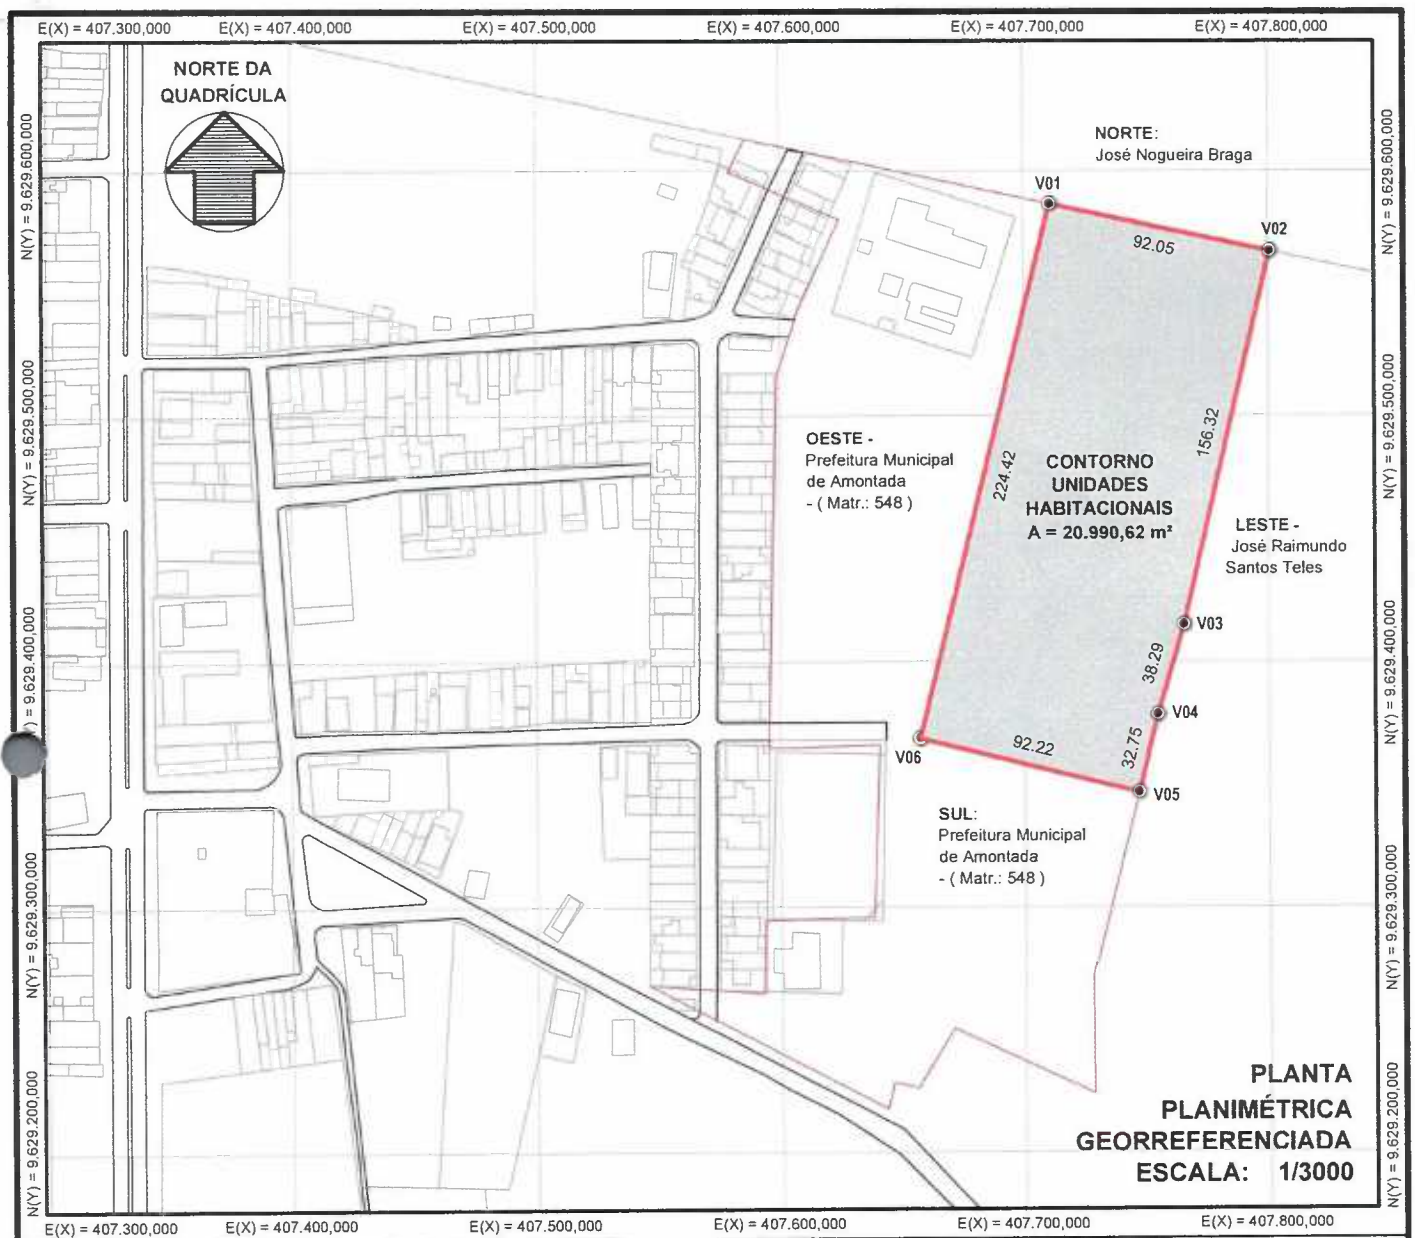 E(X) = 407.300,000 E(X) = 407.400,000 E(X) = 407.500,000 E(X) = 407.600,000 E(X) = 407.700,000 E(X) = 407.800,000
NORTE DA
QUADRÍCULA
N(Y) = 9.629.600,000
N(Y) = 9.629.500,000
N(Y) = 9.629.400,000
N(Y) = 9.629.300,000
N(Y) = 9.629.200,000
NORTE:
José Nogueira Braga
V01
V02
92.05
156.32
224.42
OESTE -
Prefeitura Municipal
de Amontada
- ( Matr.: 548 )
CONTORNO
UNIDADES
HABITACIONAIS
A = 20.990,62 m²
LESTE -
José Raimundo
Santos Teles
V03
38.29
V04
32.75
V06
92.22
V05
SUL:
Prefeitura Municipal
de Amontada
- ( Matr.: 548 )
PLANTA
PLANIMÉTRICA
GEORREFERENCIADA
ESCALA: 1/3000
N(Y) = 9.629.600,000
N(Y) = 9.629.500,000
N(Y) = 9.629.400,000
N(Y) = 9.629.300,000
N(Y) = 9.629.200,000
E(X) = 407.300,000 E(X) = 407.400,000 E(X) = 407.500,000 E(X) = 407.600,000 E(X) = 407.700,000 E(X) = 407.800,000